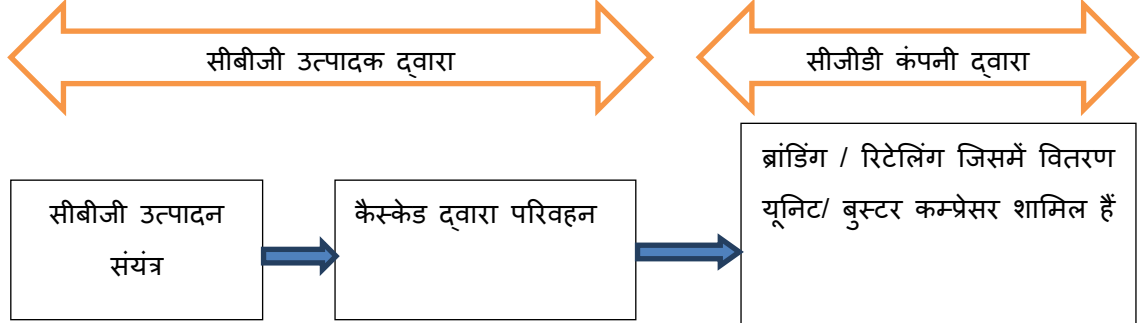 सीबीजी उत्पादक द्वारा
सीजीडी कंपनी द्वारा
सीबीजी उत्पादन
संयंत्र
कैस्केड द्वारा परिवहन
ब्रांडिंग / रिटेलिंग जिसमें वितरण
यूनिट/ बुस्टर कम्प्रेसर शामिल हैं